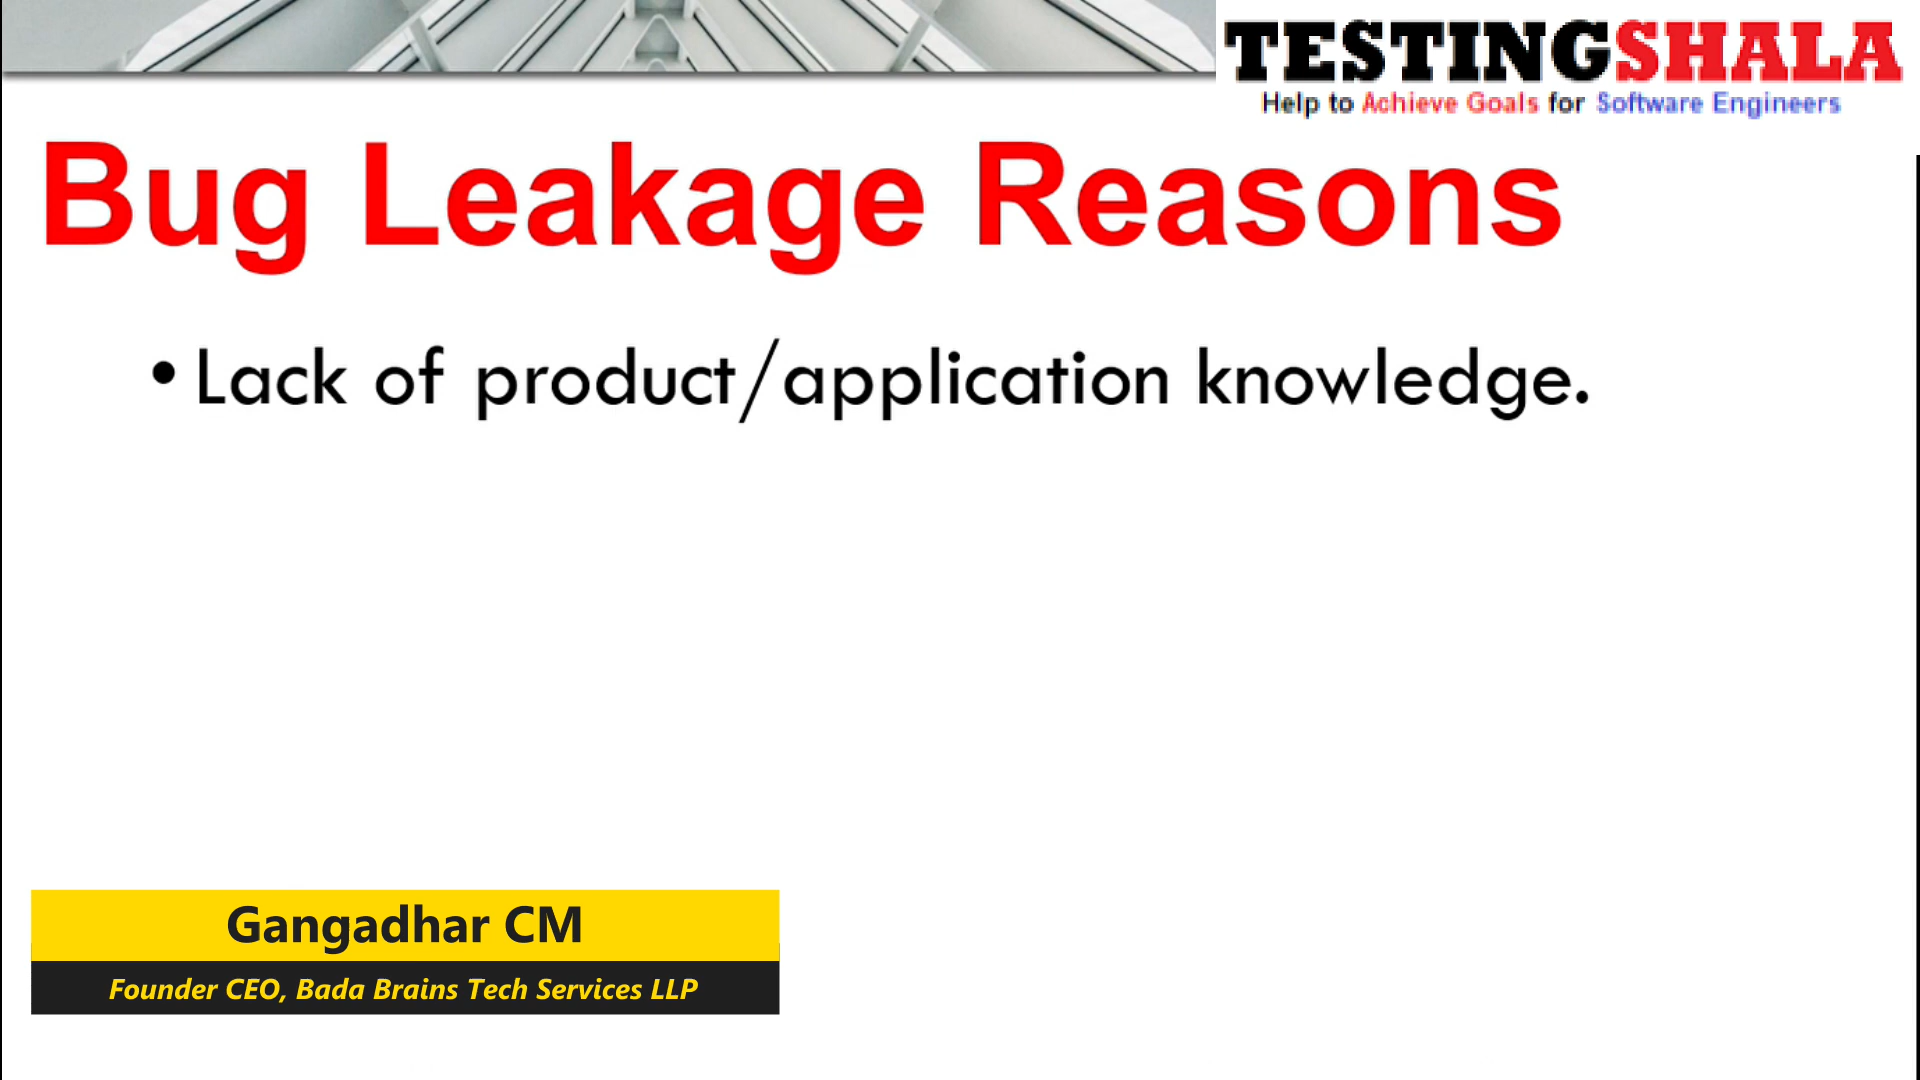 TESTINGSHALA
Help to Achieve Goals for Software Engineers
Bug Leakage Reasons
• Lack of product/application knowledge.
Gangadhar CM
Founder CEO, Bada Brains Tech Services LLP